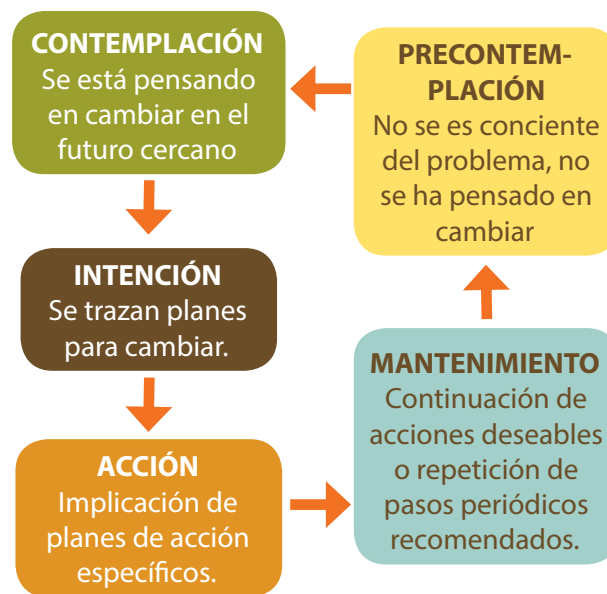 CONTEMPLACIÓN
Se está pensando
en cambiar en el
futuro cercano
PRECONTEM-
PLACIÓN
No se es conciente
del problema, no
se ha pensado en
cambiar
INTENCIÓN
Se trazan planes
para cambiar.
MANTENIMIENTO
Continuación de
acciones deseables
o repetición de
pasos periódicos
recomendados.
ACCIÓN
Implicación de
planes de acción
específicos.